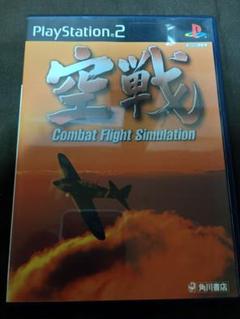 PlayStation 2
空戦
Combat Flight Simulation
角川書店